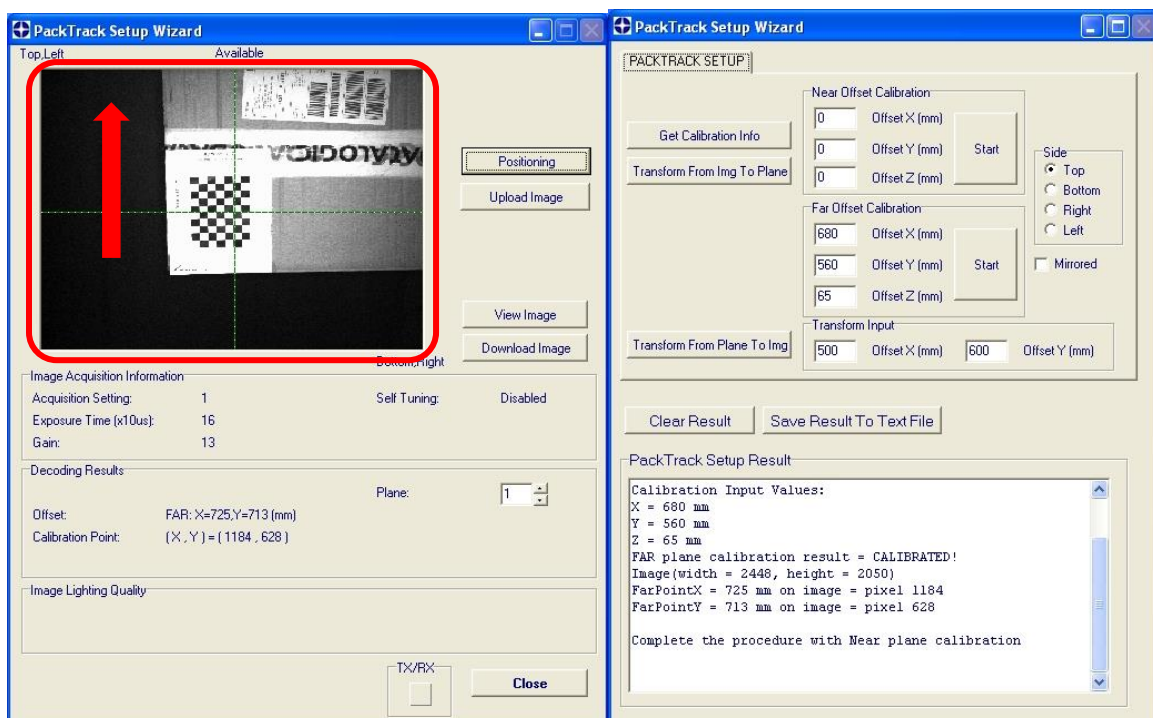 PackTrack Setup Wizard
Top,Left
Available
Positioning
Upload Image
View Image
Download Image
Image Acquisition Information
Acquisition Setting:
1
Self Tuning:
Disabled
Exposure Time (x10us):
16
Gain:
13
Decoding Results
Plane:
1
Offset:
FAR: X=725,Y=713 (mm)
Calibration Point:
(X,Y)=(1184,628)
Image Lighting Quality
TX/RX
Close
PackTrack Setup Wizard
PACKTRACK SETUP
Get Calibration Info
Transform From Img To Plane
Near Offset Calibration
0 Offset X (mm)
0 Offset Y (mm)
0 Offset Z (mm)
Start
Side
Top
Bottom
Right
Left
Mirrored
Far Offset Calibration
680 Offset X (mm)
560 Offset Y (mm)
65 Offset Z (mm)
Start
Transform From Plane To Img
Transform Input
500 Offset X (mm) 600 Offset Y (mm)
Clear Result
Save Result To Text File
PackTrack Setup Result
Calibration Input Values:
X = 680 mm
Y = 560 mm
Z = 65 mm
FAR plane calibration result = CALIBRATED!
Image(width = 2448, height = 2050)
FarPointX = 725 mm on image = pixel 1184
FarPointY = 713 mm on image = pixel 628
Complete the procedure with Near plane calibration